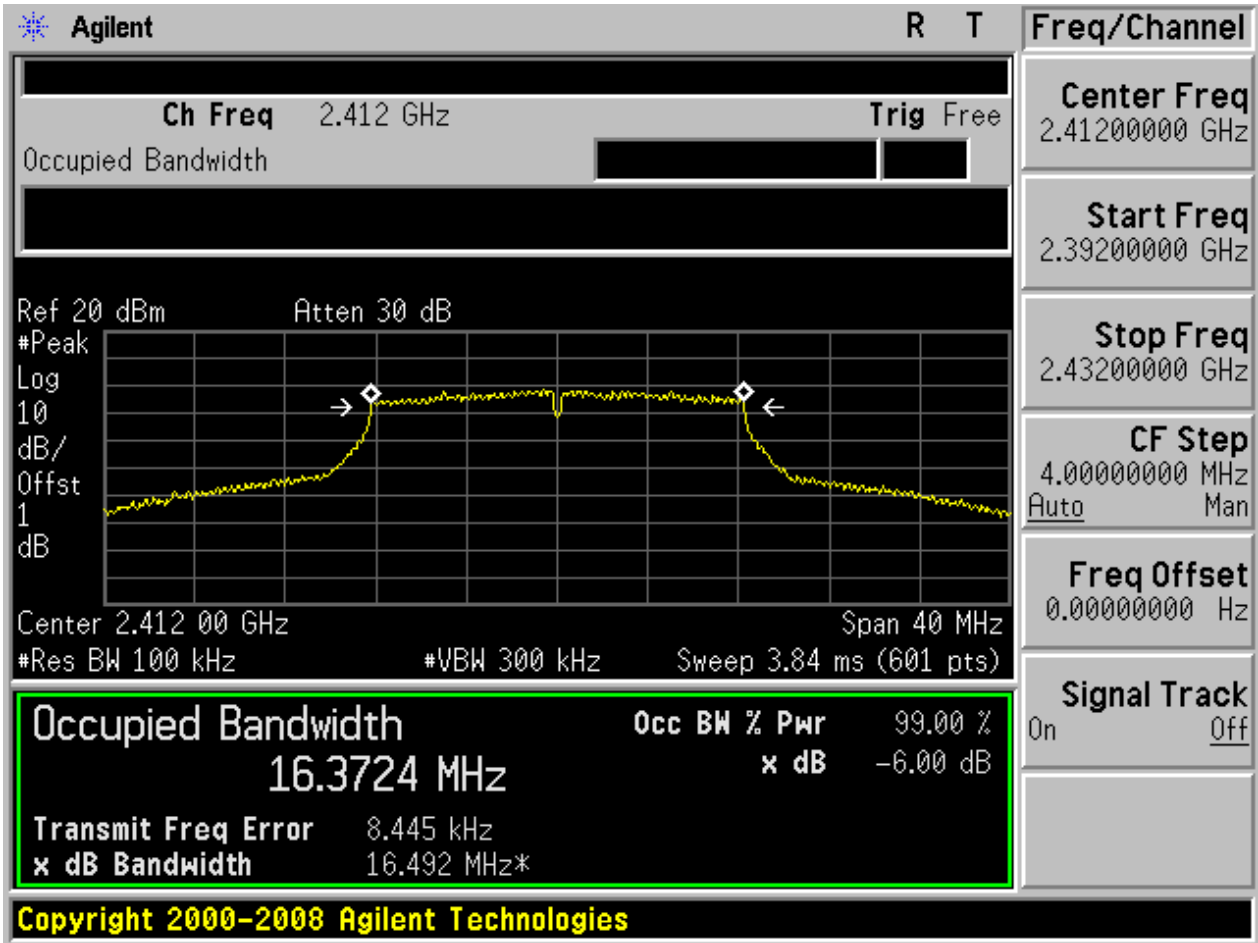 Agilent R T Freq/Channel
Ch Freq 2.412 GHz Trig Free
Occupied Bandwidth
Center Freq
2.41200000 GHz
Start Freq
2.39200000 GHz
Stop Freq
2.43200000 GHz
CF Step
4.00000000 MHz
Auto Man
Freq Offset
0.00000000 Hz
Signal Track
On Off
Ref 20 dBm Atten 30 dB
#Peak
Log
10
dB/
Offst
1
dB
Center 2.412 00 GHz Span 40 MHz
#Res BW 100 kHz #VBW 300 kHz Sweep 3.84 ms (601 pts)
Occupied Bandwidth Occ BW % Pwr 99.00 %
16.3724 MHz x dB -6.00 dB
Transmit Freq Error 8.445 kHz
x dB Bandwidth 16.492 MHz*
Copyright 2000-2008 Agilent Technologies